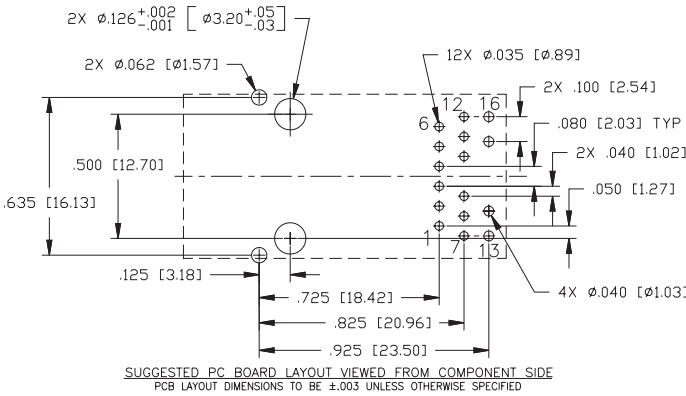 2X Ø.126 +.002 -.001 [ Ø3.20 +.05 -.03 ]
2X Ø.062 [Ø1.57]
12X Ø.035 [Ø.89]
2X .100 [2.54]
12 16
6
.080 [2.03] TYP
2X .040 [1.02]
.500 [12.70]
.050 [1.27]
.635 [16.13]
1 7 13
.125 [3.18]
4X Ø.040 [Ø1.03]
.725 [18.42]
.825 [20.96]
.925 [23.50]
SUGGESTED PC BOARD LAYOUT VIEWED FROM COMPONENT SIDE
PCB LAYOUT DIMENSIONS TO BE ±.003 UNLESS OTHERWISE SPECIFIED